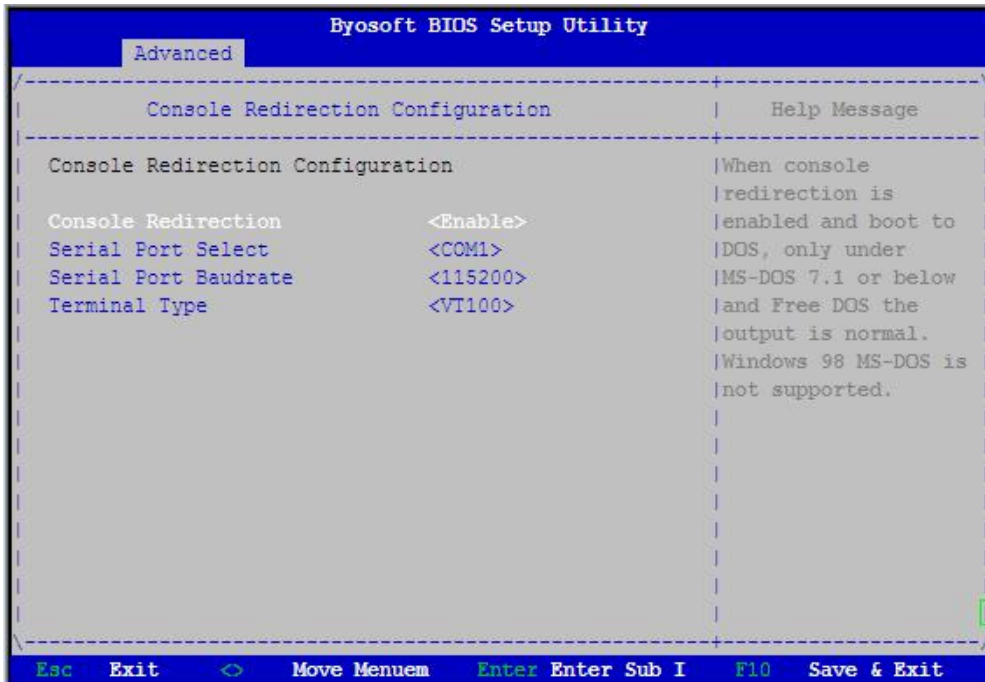 Byosoft BIOS Setup Utility
Advanced
Console Redirection Configuration
Help Message
Console Redirection Configuration
Console Redirection <Enable>
Serial Port Select <COM1>
Serial Port Baudrate <115200>
Terminal Type <VT100>
When console
redirection is
enabled and boot to
DOS, only under
MS-DOS 7.1 or below
and Free DOS the
output is normal.
Windows 98 MS-DOS is
not supported.
Esc Exit <> Move Menuem Enter Enter Sub I F10 Save & Exit